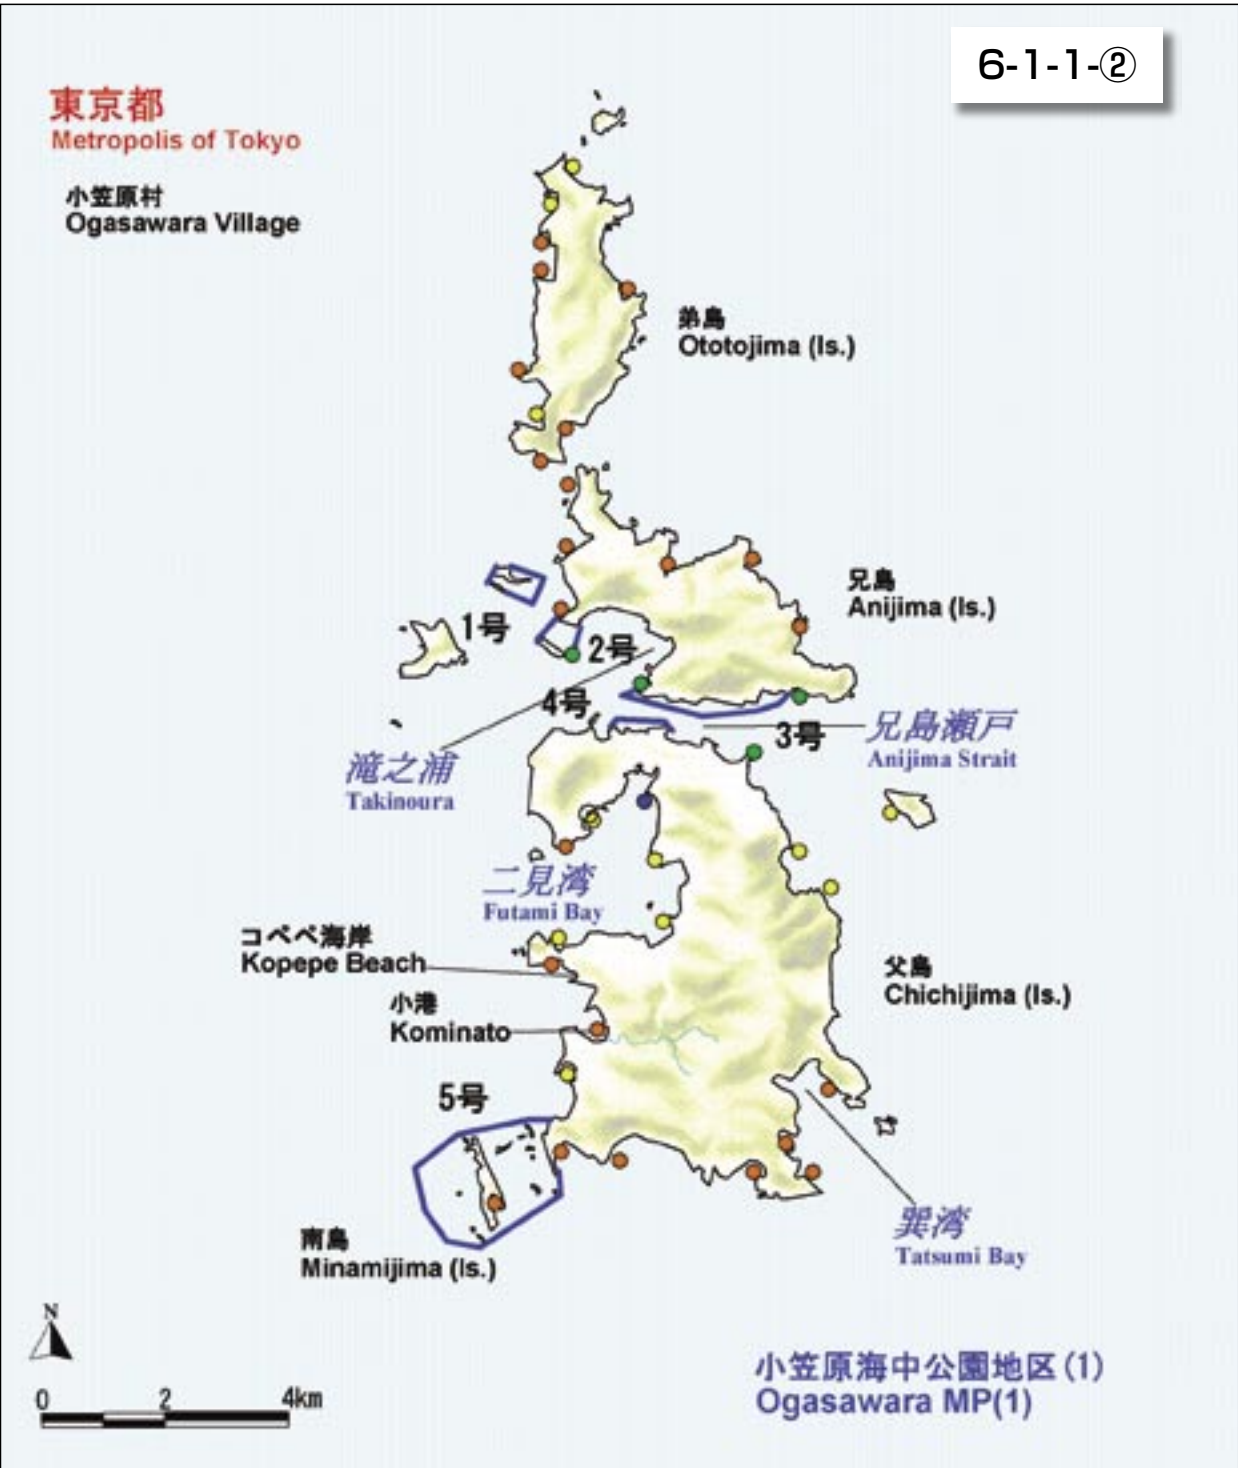 6-1-1-②
東京都
Metropolis of Tokyo
小笠原村
Ogasawara Village
弟島
Ototojima (Is.)
兄島
Anijima (Is.)
1号
2号
4号
3号
兄島瀬戸
Anijima Strait
滝之浦
Takinoura
二見湾
Futami Bay
コペペ海岸
Kopepe Beach
父島
Chichijima (Is.)
小港
Kominato
5号
巽湾
Tatsumi Bay
南島
Minamijima (Is.)
N
0 2 4km
小笠原海中公園地区(1)
Ogasawara MP(1)